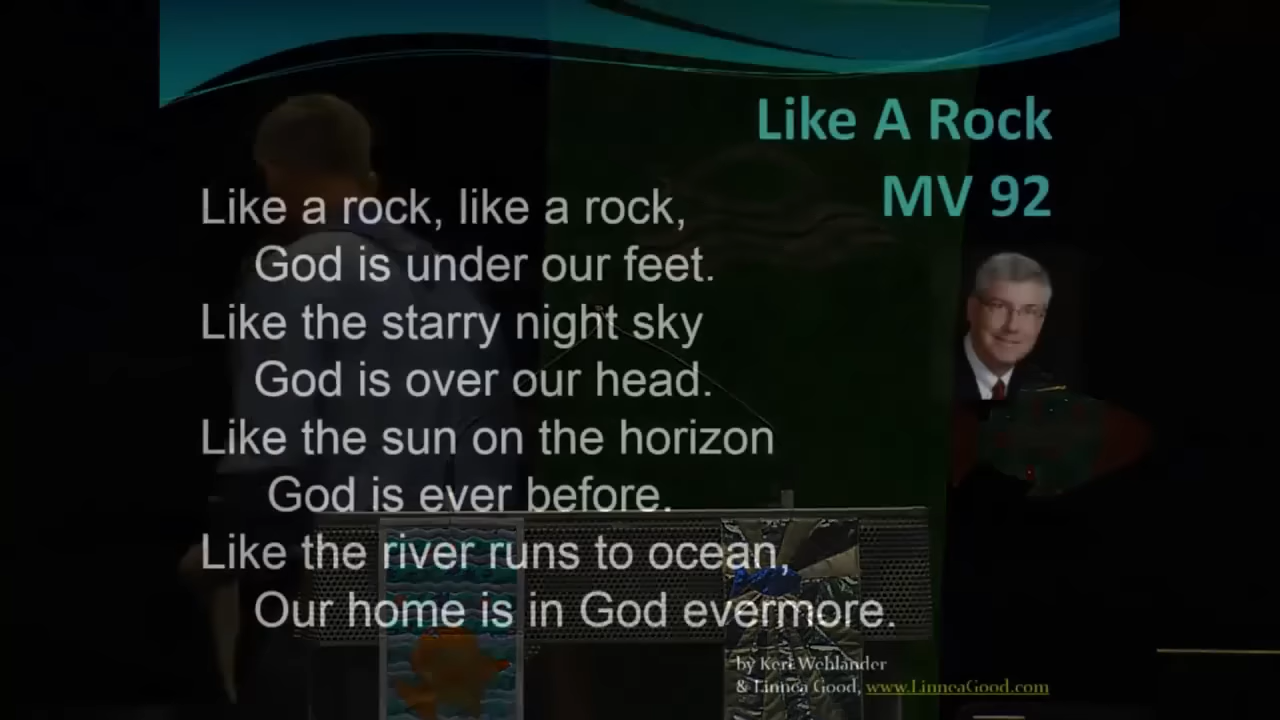 Like A Rock
MV 92
Like a rock, like a rock,
God is under our feet.
Like the starry night sky
God is over our head.
Like the sun on the horizon
God is ever before.
Like the river runs to ocean,
Our home is in God evermore.
by Keri Wehlander
& Linnea Good, www.LinneaGood.com